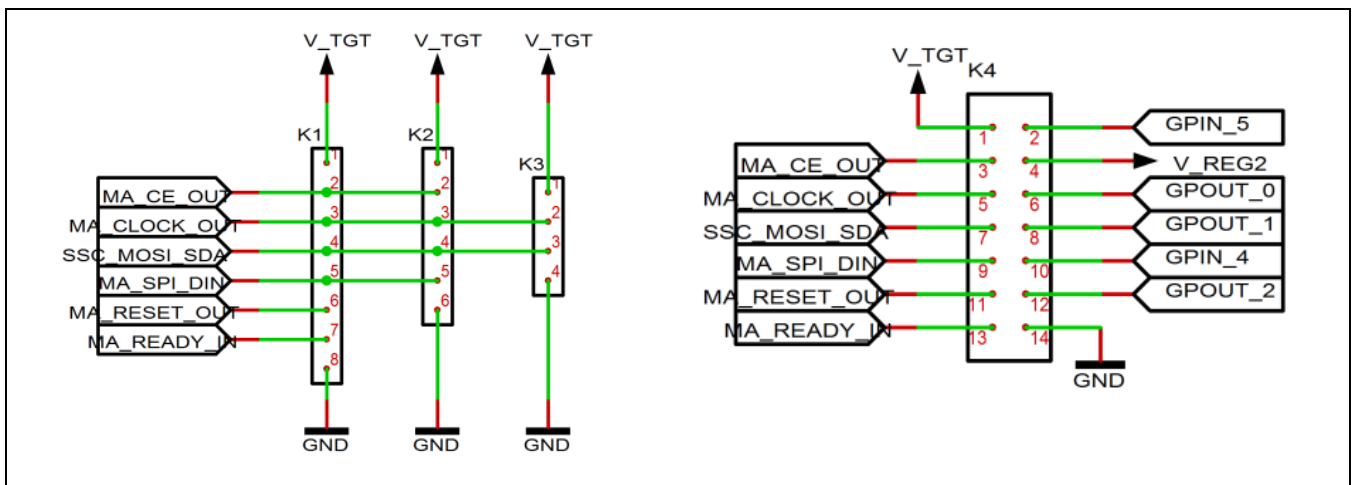 V_TGT
V_TGT
V_TGT
K1
K2
K3
1
2
3
4
5
6
7
8
1
2
3
4
5
6
1
2
3
4
MA_CE_OUT
MA_CLOCK_OUT
SSC_MOSI_SDA
MA_SPI_DIN
MA_RESET_OUT
MA_READY_IN
GND
GND
GND
V_TGT
K4
1
2
GPIN_5
MA_CE_OUT
3
4
V_REG2
MA_CLOCK_OUT
5
6
GPOUT_0
SSC_MOSI_SDA
7
8
GPOUT_1
MA_SPI_DIN
9
10
GPIN_4
MA_RESET_OUT
11
12
GPOUT_2
MA_READY_IN
13
14
GND